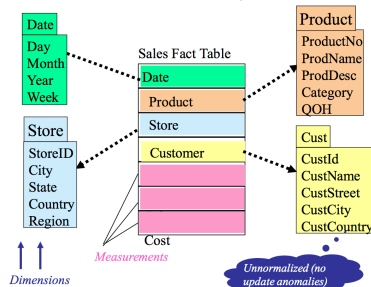 Date
Day
Month
Year
Week
Sales Fact Table
Date
Product
Store
Customer
Cost
Measurements
Product
ProductNo
ProdName
ProdDesc
Category
QOH
Store
StoreID
City
State
Country
Region
Dimensions
Cust
CustId
CustName
CustStreet
CustCity
CustCountry
Unnormalized (no
update anomalies)